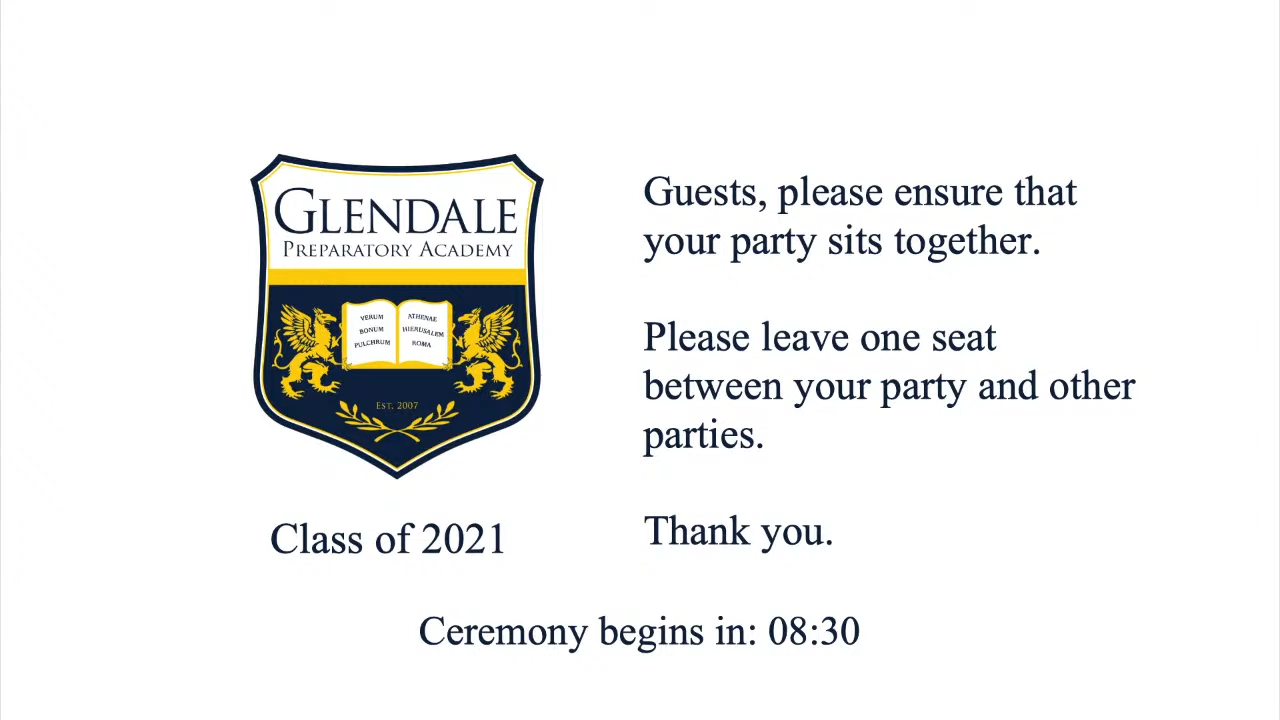 GLENDALE
PREPARATORY ACADEMY
VERUM
BONUM
PULCHRUM
ATHENAE
HIERUSALEM
ROMA
EST. 2007
Class of 2021
Guests, please ensure that
your party sits together.
Please leave one seat
between your party and other
parties.
Thank you.
Ceremony begins in: 08:30